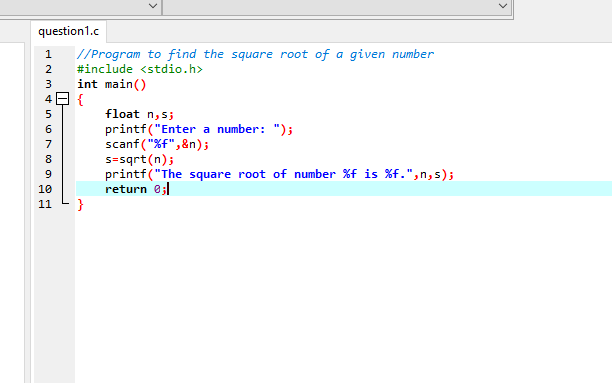 question1.c
1 //Program to find the square root of a given number
2 #include <stdio.h>
3 int main()
4 {
5 float n,s;
6 printf("Enter a number: ");
7 scanf("%f",&n);
8 s=sqrt(n);
9 printf("The square root of number %f is %f.",n,s);
10 return 0;
11 }